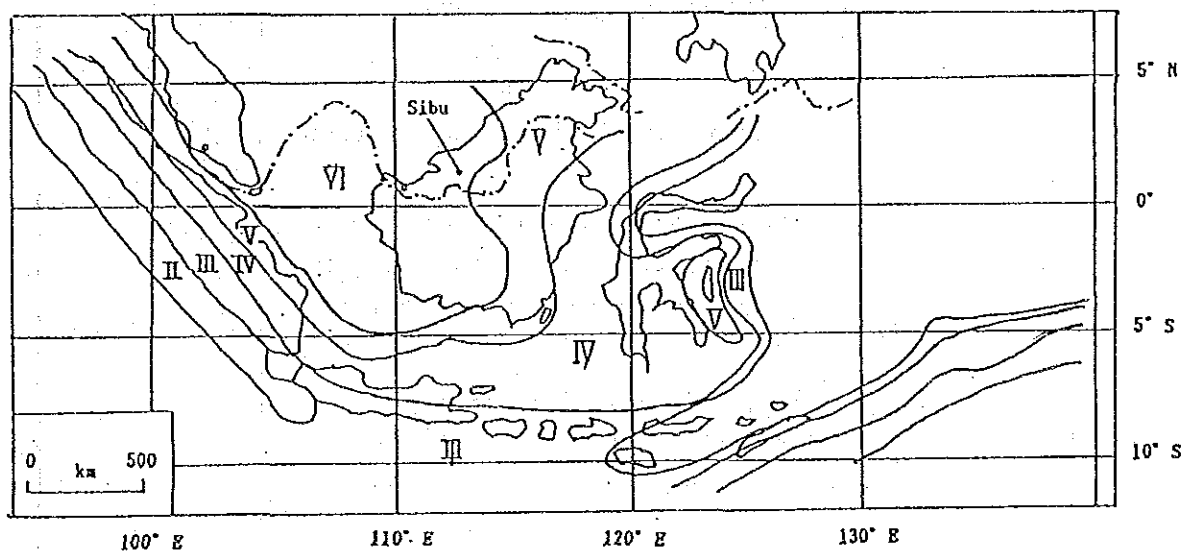 5° N
Sibu
V
VI
0°
V
II III IV
III
V
5° S
IV
III
0 km 500
10° S
100° E 110° E 120° E 130° E